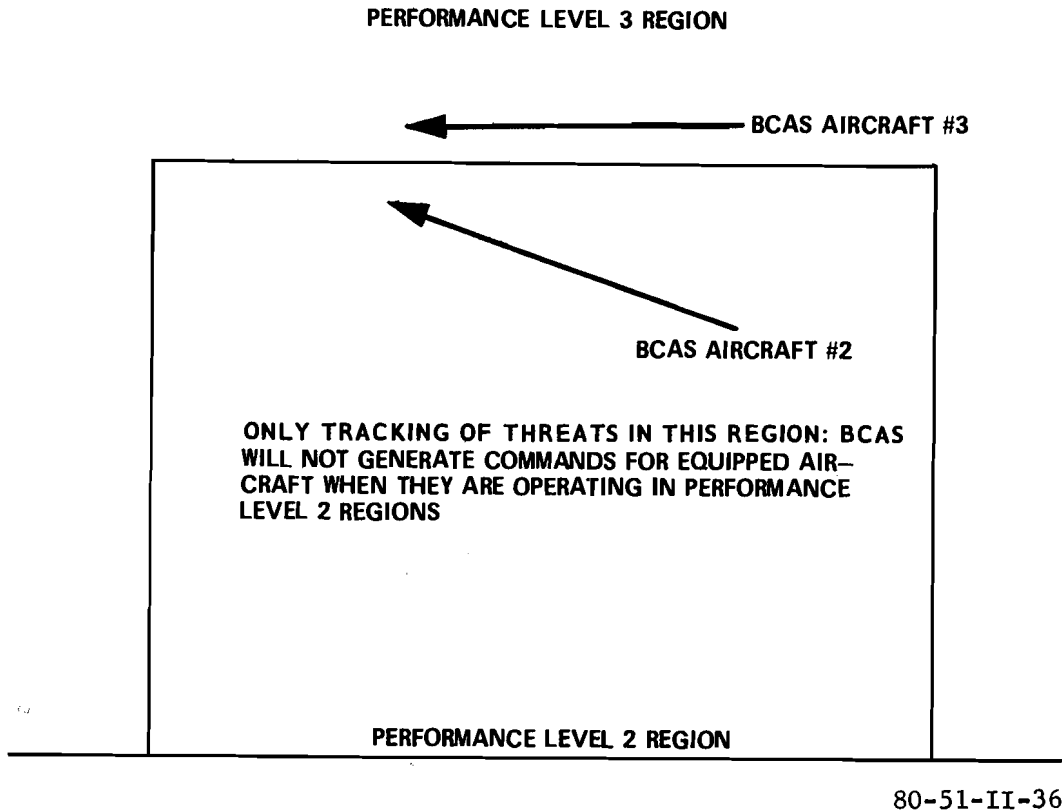 PERFORMANCE LEVEL 3 REGION
BCAS AIRCRAFT #3
BCAS AIRCRAFT #2
ONLY TRACKING OF THREATS IN THIS REGION: BCAS
WILL NOT GENERATE COMMANDS FOR EQUIPPED AIR–
CRAFT WHEN THEY ARE OPERATING IN PERFORMANCE
LEVEL 2 REGIONS
PERFORMANCE LEVEL 2 REGION
80-51-II-36